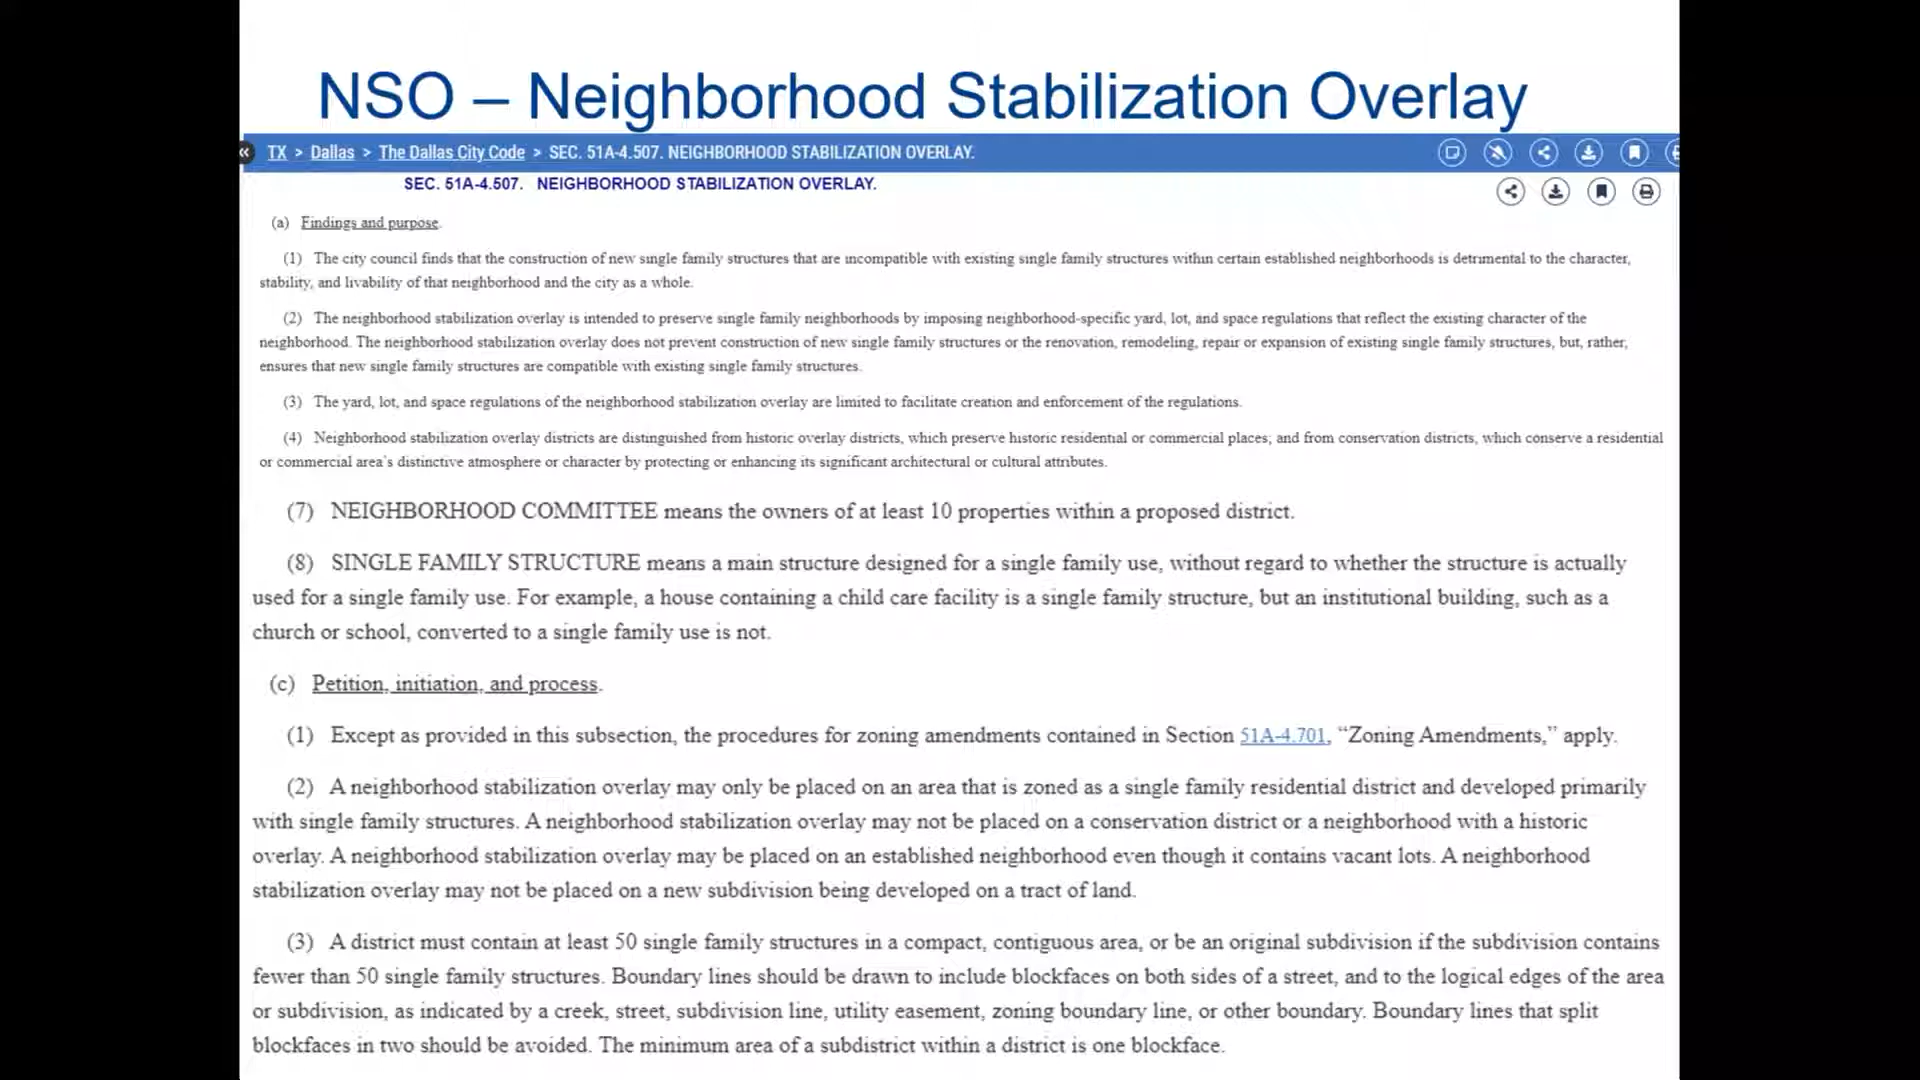 NSO – Neighborhood Stabilization Overlay
« TX > Dallas > The Dallas City Code > SEC. 51A-4.507. NEIGHBORHOOD STABILIZATION OVERLAY.
SEC. 51A-4.507. NEIGHBORHOOD STABILIZATION OVERLAY.
(a) Findings and purpose.
(1) The city council finds that the construction of new single family structures that are incompatible with existing single family structures within certain established neighborhoods is detrimental to the character,
stability, and livability of that neighborhood and the city as a whole.
(2) The neighborhood stabilization overlay is intended to preserve single family neighborhoods by imposing neighborhood-specific yard, lot, and space regulations that reflect the existing character of the
neighborhood. The neighborhood stabilization overlay does not prevent construction of new single family structures or the renovation, remodeling, repair or expansion of existing single family structures, but, rather,
ensures that new single family structures are compatible with existing single family structures.
(3) The yard, lot, and space regulations of the neighborhood stabilization overlay are limited to facilitate creation and enforcement of the regulations.
(4) Neighborhood stabilization overlay districts are distinguished from historic overlay districts, which preserve historic residential or commercial places; and from conservation districts, which conserve a residential
or commercial area's distinctive atmosphere or character by protecting or enhancing its significant architectural or cultural attributes.
(7) NEIGHBORHOOD COMMITTEE means the owners of at least 10 properties within a proposed district.
(8) SINGLE FAMILY STRUCTURE means a main structure designed for a single family use, without regard to whether the structure is actually
used for a single family use. For example, a house containing a child care facility is a single family structure, but an institutional building, such as a
church or school, converted to a single family use is not.
(c) Petition, initiation, and process.
(1) Except as provided in this subsection, the procedures for zoning amendments contained in Section 51A-4.701, “Zoning Amendments,” apply.
(2) A neighborhood stabilization overlay may only be placed on an area that is zoned as a single family residential district and developed primarily
with single family structures. A neighborhood stabilization overlay may not be placed on a conservation district or a neighborhood with a historic
overlay. A neighborhood stabilization overlay may be placed on an established neighborhood even though it contains vacant lots. A neighborhood
stabilization overlay may not be placed on a new subdivision being developed on a tract of land.
(3) A district must contain at least 50 single family structures in a compact, contiguous area, or be an original subdivision if the subdivision contains
fewer than 50 single family structures. Boundary lines should be drawn to include blockfaces on both sides of a street, and to the logical edges of the area
or subdivision, as indicated by a creek, street, subdivision line, utility easement, zoning boundary line, or other boundary. Boundary lines that split
blockfaces in two should be avoided. The minimum area of a subdistrict within a district is one blockface.